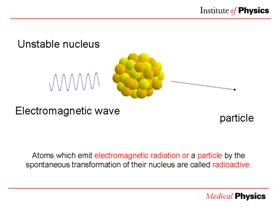 Institute of Physics
Unstable nucleus
Electromagnetic wave
particle
Atoms which emit electromagnetic radiation or a particle by the
spontaneous transformation of their nucleus are called radioactive.
Medical Physics